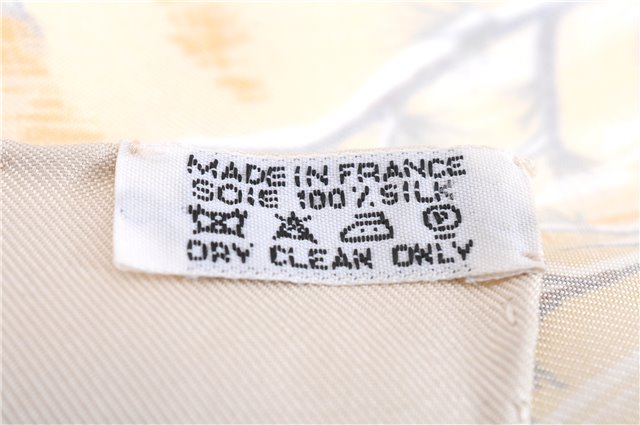 MADE IN FRANCE
SOIE 100% SILK
P
DRY CLEAN ONLY